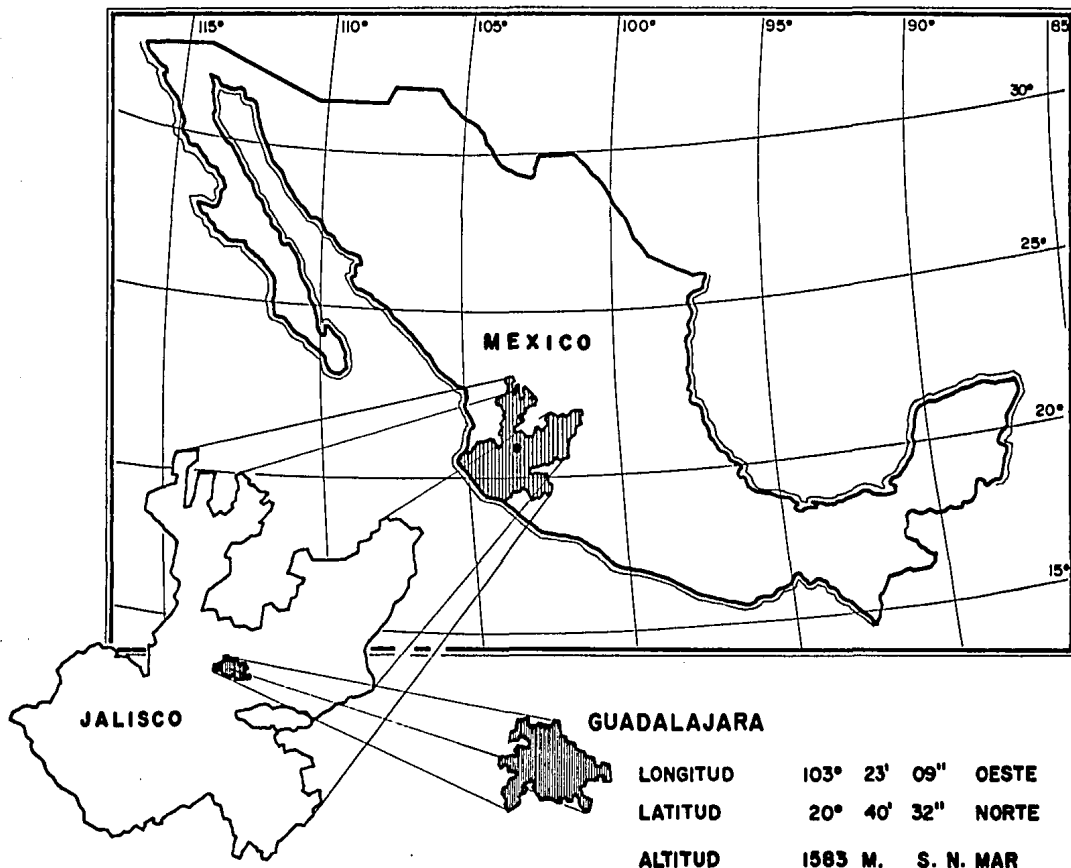 115° 110° 105° 100° 95° 90° 85
30°
25°
MEXICO
20°
15°
JALISCO
GUADALAJARA
LONGITUD 103° 23' 09" OESTE
LATITUD 20° 40' 32" NORTE
ALTITUD 1583 M. S. N. MAR